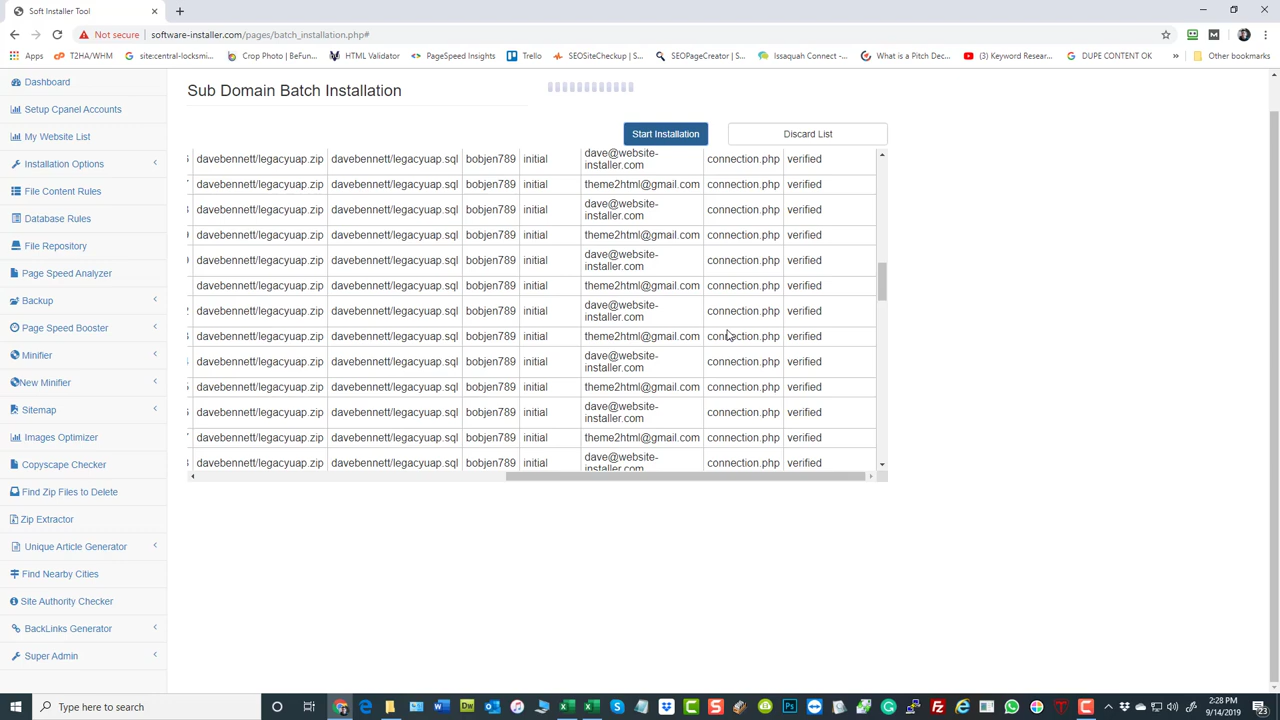 Soft Installer Tool
Not secure | software-installer.com/pages/batch_installation.php#
Apps T2HA/WHM site:central-locksmi... Crop Photo | BeFun... HTML Validator PageSpeed Insights Trello SEOSiteCheckup | S... SEOPageCreator | S... Issaquah Connect -... What is a Pitch Dec... (3) Keyword Resear... DUPE CONTENT OK » Other bookmarks
Dashboard
Setup Cpanel Accounts
My Website List
Installation Options
File Content Rules
Database Rules
File Repository
Page Speed Analyzer
Backup
Page Speed Booster
Minifier
New Minifier
Sitemap
Images Optimizer
Copyscape Checker
Find Zip Files to Delete
Zip Extractor
Unique Article Generator
Find Nearby Cities
Site Authority Checker
BackLinks Generator
Super Admin
Sub Domain Batch Installation
Start Installation Discard List
davebennett/legacyuap.zip davebennett/legacyuap.sql bobjen789 initial dave@website-
installer.com connection.php verified
davebennett/legacyuap.zip davebennett/legacyuap.sql bobjen789 initial theme2html@gmail.com connection.php verified
davebennett/legacyuap.zip davebennett/legacyuap.sql bobjen789 initial dave@website-
installer.com connection.php verified
davebennett/legacyuap.zip davebennett/legacyuap.sql bobjen789 initial theme2html@gmail.com connection.php verified
davebennett/legacyuap.zip davebennett/legacyuap.sql bobjen789 initial dave@website-
installer.com connection.php verified
davebennett/legacyuap.zip davebennett/legacyuap.sql bobjen789 initial theme2html@gmail.com connection.php verified
davebennett/legacyuap.zip davebennett/legacyuap.sql bobjen789 initial dave@website-
installer.com connection.php verified
davebennett/legacyuap.zip davebennett/legacyuap.sql bobjen789 initial theme2html@gmail.com connection.php verified
davebennett/legacyuap.zip davebennett/legacyuap.sql bobjen789 initial dave@website-
installer.com connection.php verified
davebennett/legacyuap.zip davebennett/legacyuap.sql bobjen789 initial theme2html@gmail.com connection.php verified
davebennett/legacyuap.zip davebennett/legacyuap.sql bobjen789 initial dave@website-
installer.com connection.php verified
davebennett/legacyuap.zip davebennett/legacyuap.sql bobjen789 initial theme2html@gmail.com connection.php verified
davebennett/legacyuap.zip davebennett/legacyuap.sql bobjen789 initial dave@website-
installer.com connection.php verified
Type here to search
2:28 PM
9/14/2019